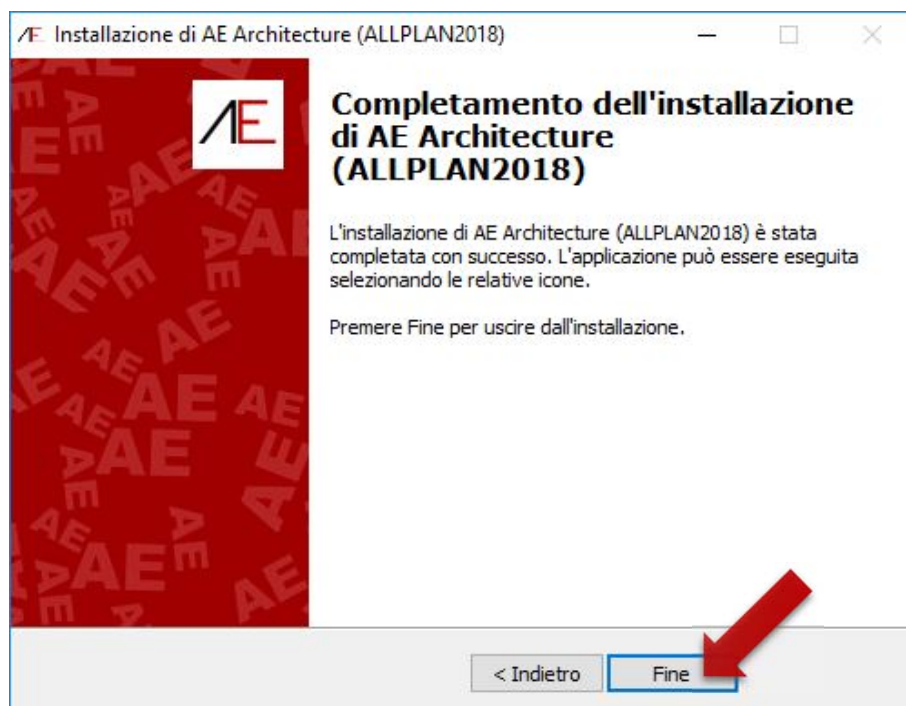 AE Installazione di AE Architecture (ALLPLAN2018)
AE
Completamento dell'installazione
di AE Architecture
(ALLPLAN2018)
L'installazione di AE Architecture (ALLPLAN2018) è stata
completata con successo. L'applicazione può essere eseguita
selezionando le relative icone.
Premere Fine per uscire dall'installazione.
< Indietro
Fine